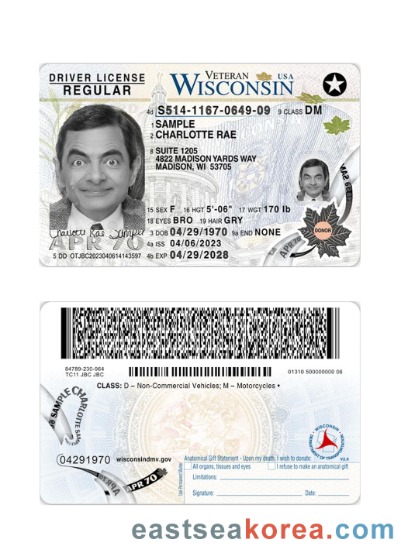 DRIVER LICENSE
REGULAR
VETERAN
WISCONSIN USA
4d S514-1167-0649-09 9 CLASS DM
1 SAMPLE
2 CHARLOTTE RAE
8 SUITE 1205
4822 MADISON YARDS WAY
MADISON, WI 53705
15 SEX F 16 HGT 5'-06" 17 WGT 170 lb
18 EYES BRO 19 HAIR GRY
3 DOB 04/29/1970 9a END NONE
4a ISS 04/06/2023
4b EXP 04/29/2028
Charlotte Rae Sample
APR 70
5 DD OTJBC2023040614143597
DONOR
APR 70
04789-230-064
TC11 JBC JBC
01310 500000000 06
CLASS: D – Non-Commercial Vehicles; M – Motorcycles •
SAMPLE CHARLOTTE
04291970 wisconsindmv.gov
APR 70
Anatomical Gift Statement - Upon my death, I wish to donate:
All organs, tissues and eyes
I refuse to make an anatomical gift
Limitations:
Signature: Date:
WISCONSIN
eastseakorea.com